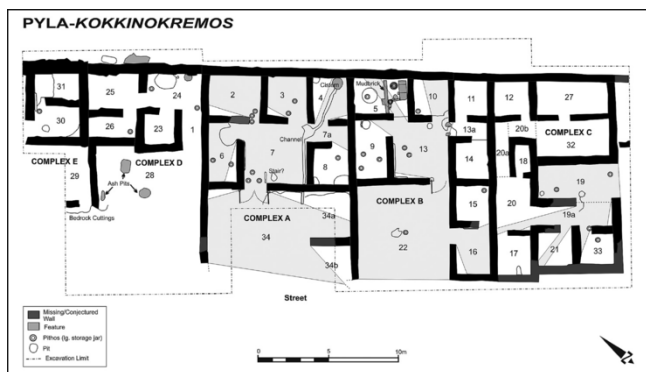 PYLA-KOKKINOKREMOS
31
25
24
2
3
4
Cistern
Mudbrick
5
10
11
12
27
30
26
23
1
6
7
Channel
7a
8
9
13
13a
14
20b
20a
18
COMPLEX C
32
COMPLEX E
COMPLEX D
29
28
Ash Pits
Bedrock Cuttings
Stair?
COMPLEX A
34a
34
34b
COMPLEX B
22
15
16
20
17
19
19a
21
33
Street
Missing/Conjectured
Wall
Feature
Pithos (lg. storage jar)
Pit
Excavation Limit
0 5 10m
N